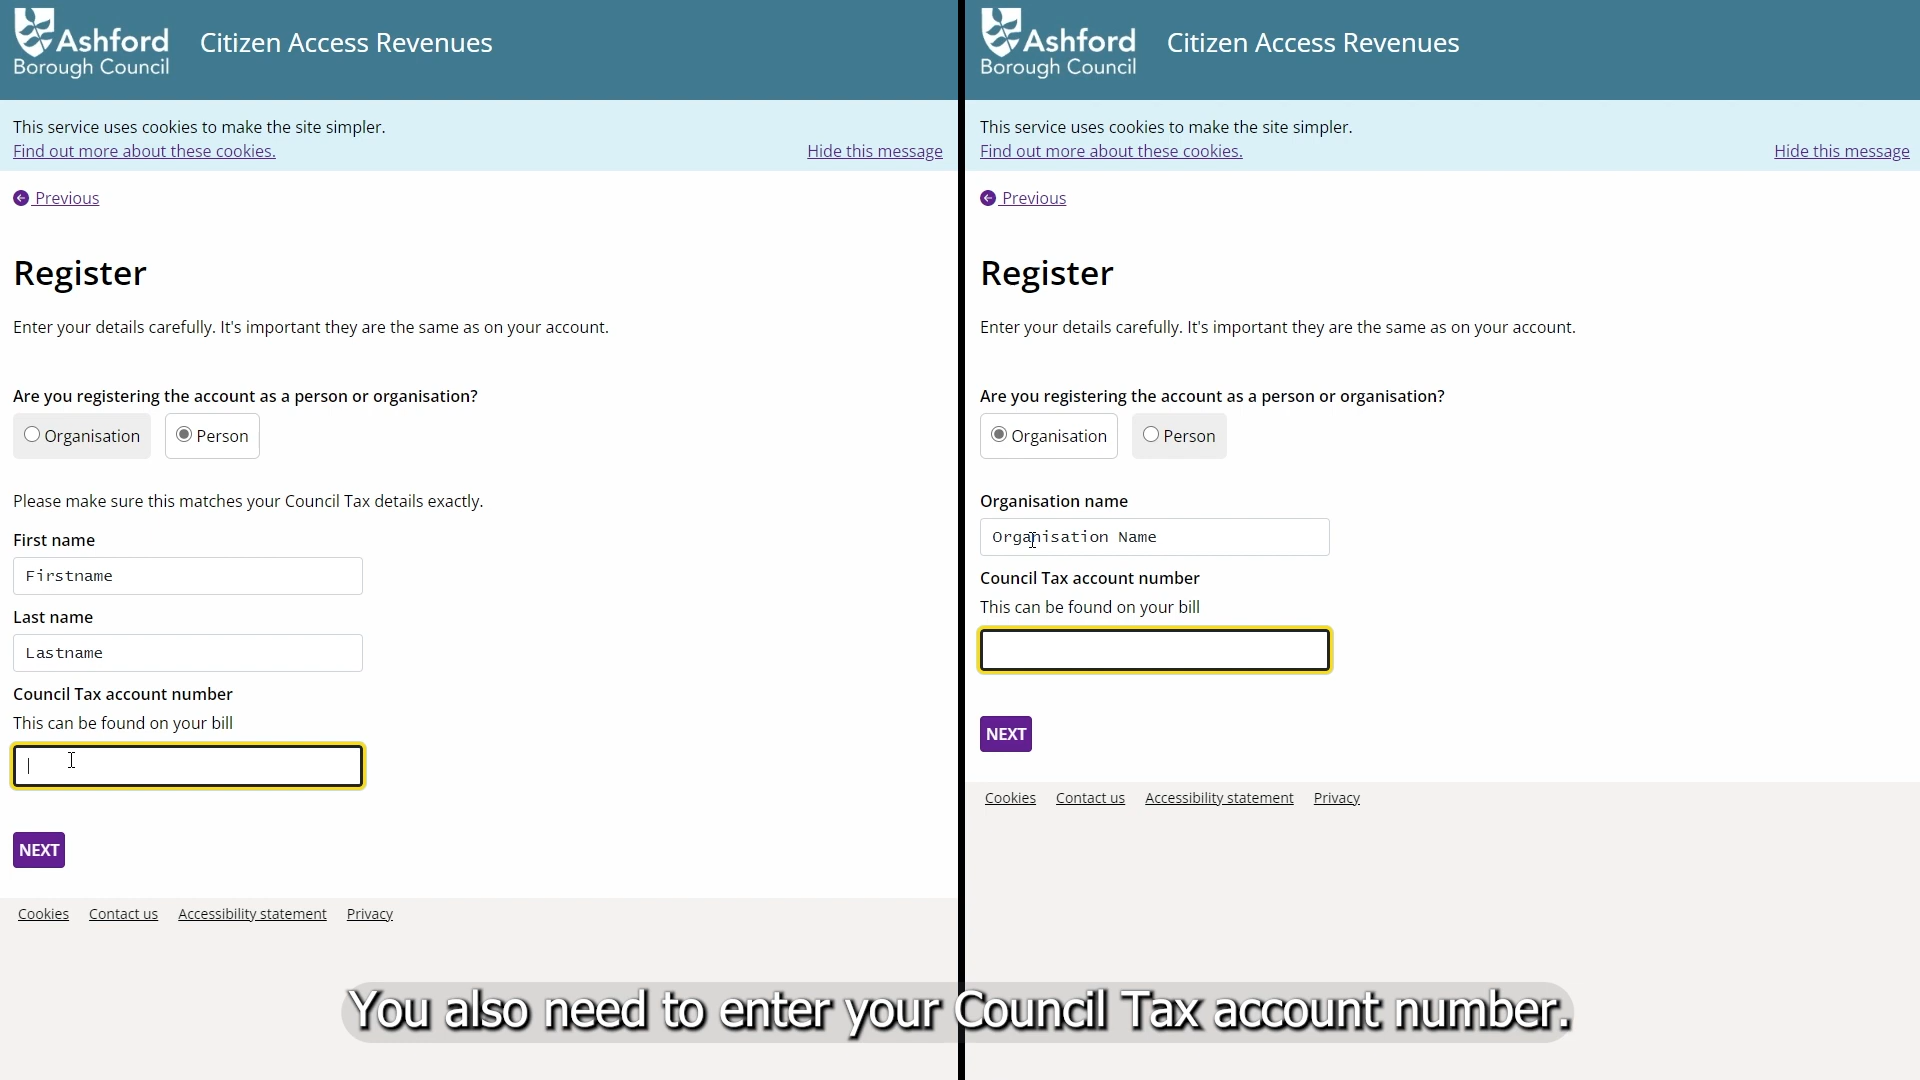 Ashford
Borough Council
Citizen Access Revenues
This service uses cookies to make the site simpler.
Find out more about these cookies.
Hide this message
Previous
Register
Enter your details carefully. It's important they are the same as on your account.
Are you registering the account as a person or organisation?
Organisation
Person
Please make sure this matches your Council Tax details exactly.
First name
Firstname
Last name
Lastname
Council Tax account number
This can be found on your bill
NEXT
Cookies
Contact us
Accessibility statement
Privacy
Ashford
Borough Council
Citizen Access Revenues
This service uses cookies to make the site simpler.
Find out more about these cookies.
Hide this message
Previous
Register
Enter your details carefully. It's important they are the same as on your account.
Are you registering the account as a person or organisation?
Organisation
Person
Organisation name
Organisation Name
Council Tax account number
This can be found on your bill
NEXT
Cookies
Contact us
Accessibility statement
Privacy
You also need to enter your Council Tax account number.